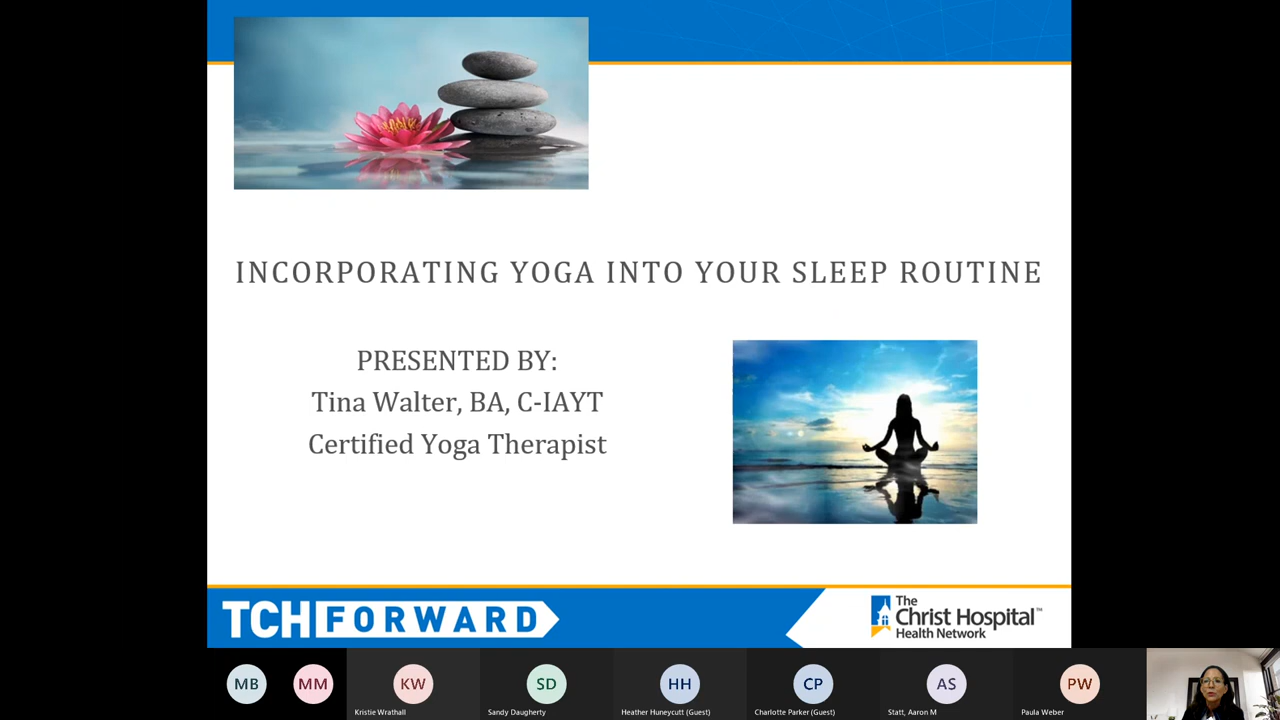 INCORPORATING YOGA INTO YOUR SLEEP ROUTINE
PRESENTED BY:
Tina Walter, BA, C-IAYT
Certified Yoga Therapist
TCH FORWARD
The
Christ Hospital™
Health Network
MB
MM
KW
SD
HH
CP
AS
PW
Kristie Wrathall
Sandy Daugherty
Heather Huneycutt (Guest)
Charlotte Parker (Guest)
Statt, Aaron M
Paula Weber